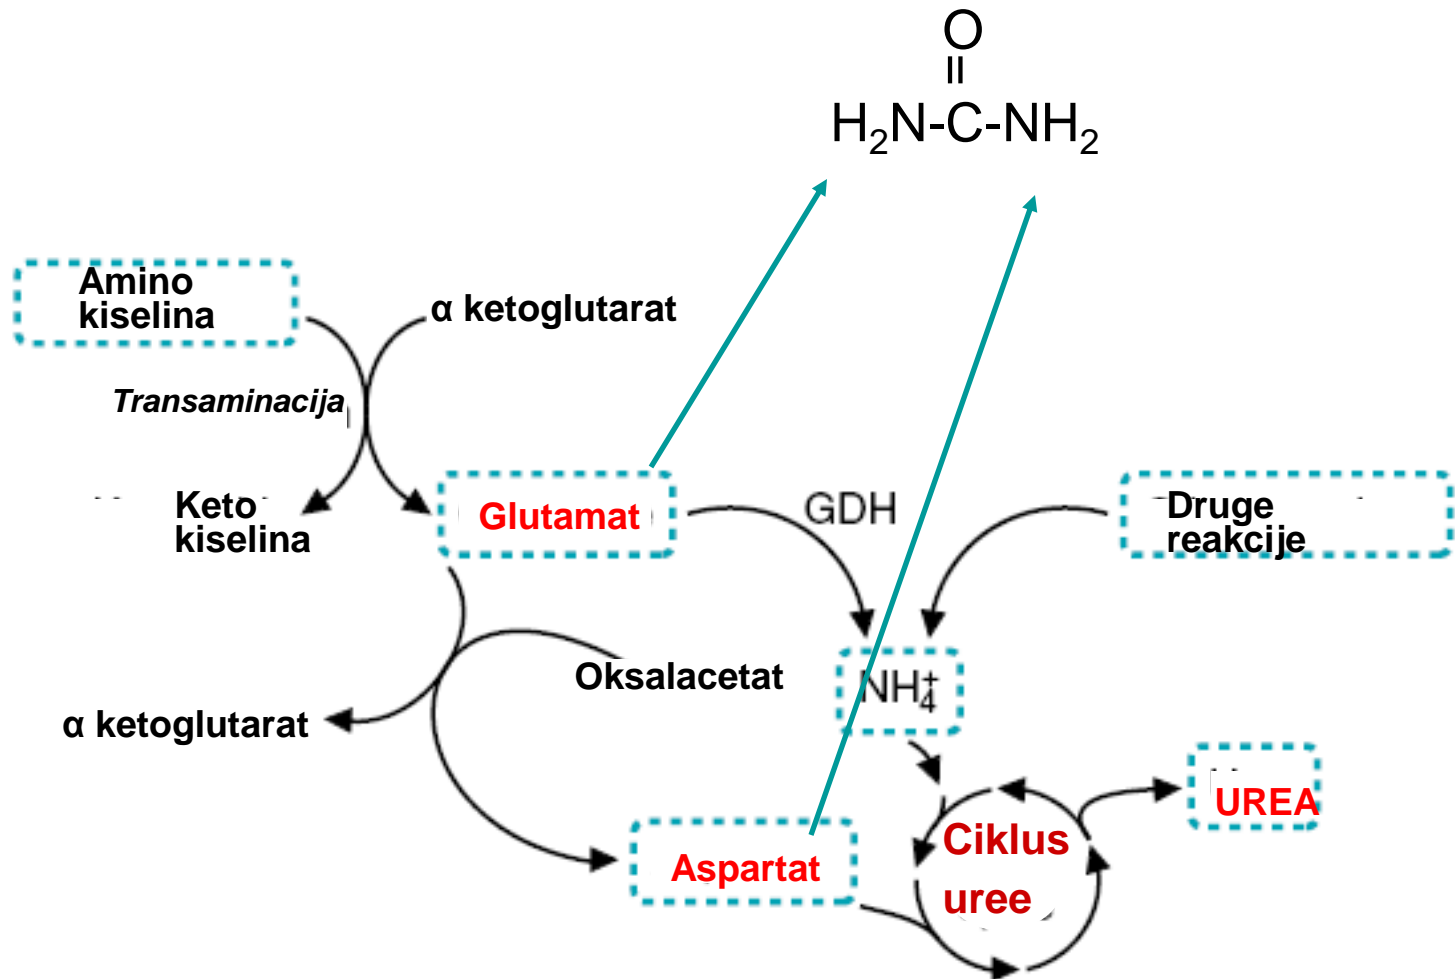 O
||
H₂N-C-NH₂
Amino
kiselina
α ketoglutarat
Transaminacija
Keto
kiselina
Glutamat
GDH
Druge
reakcije
Oksalacetat
NH₄⁺
α ketoglutarat
UREA
Ciklus
uree
Aspartat